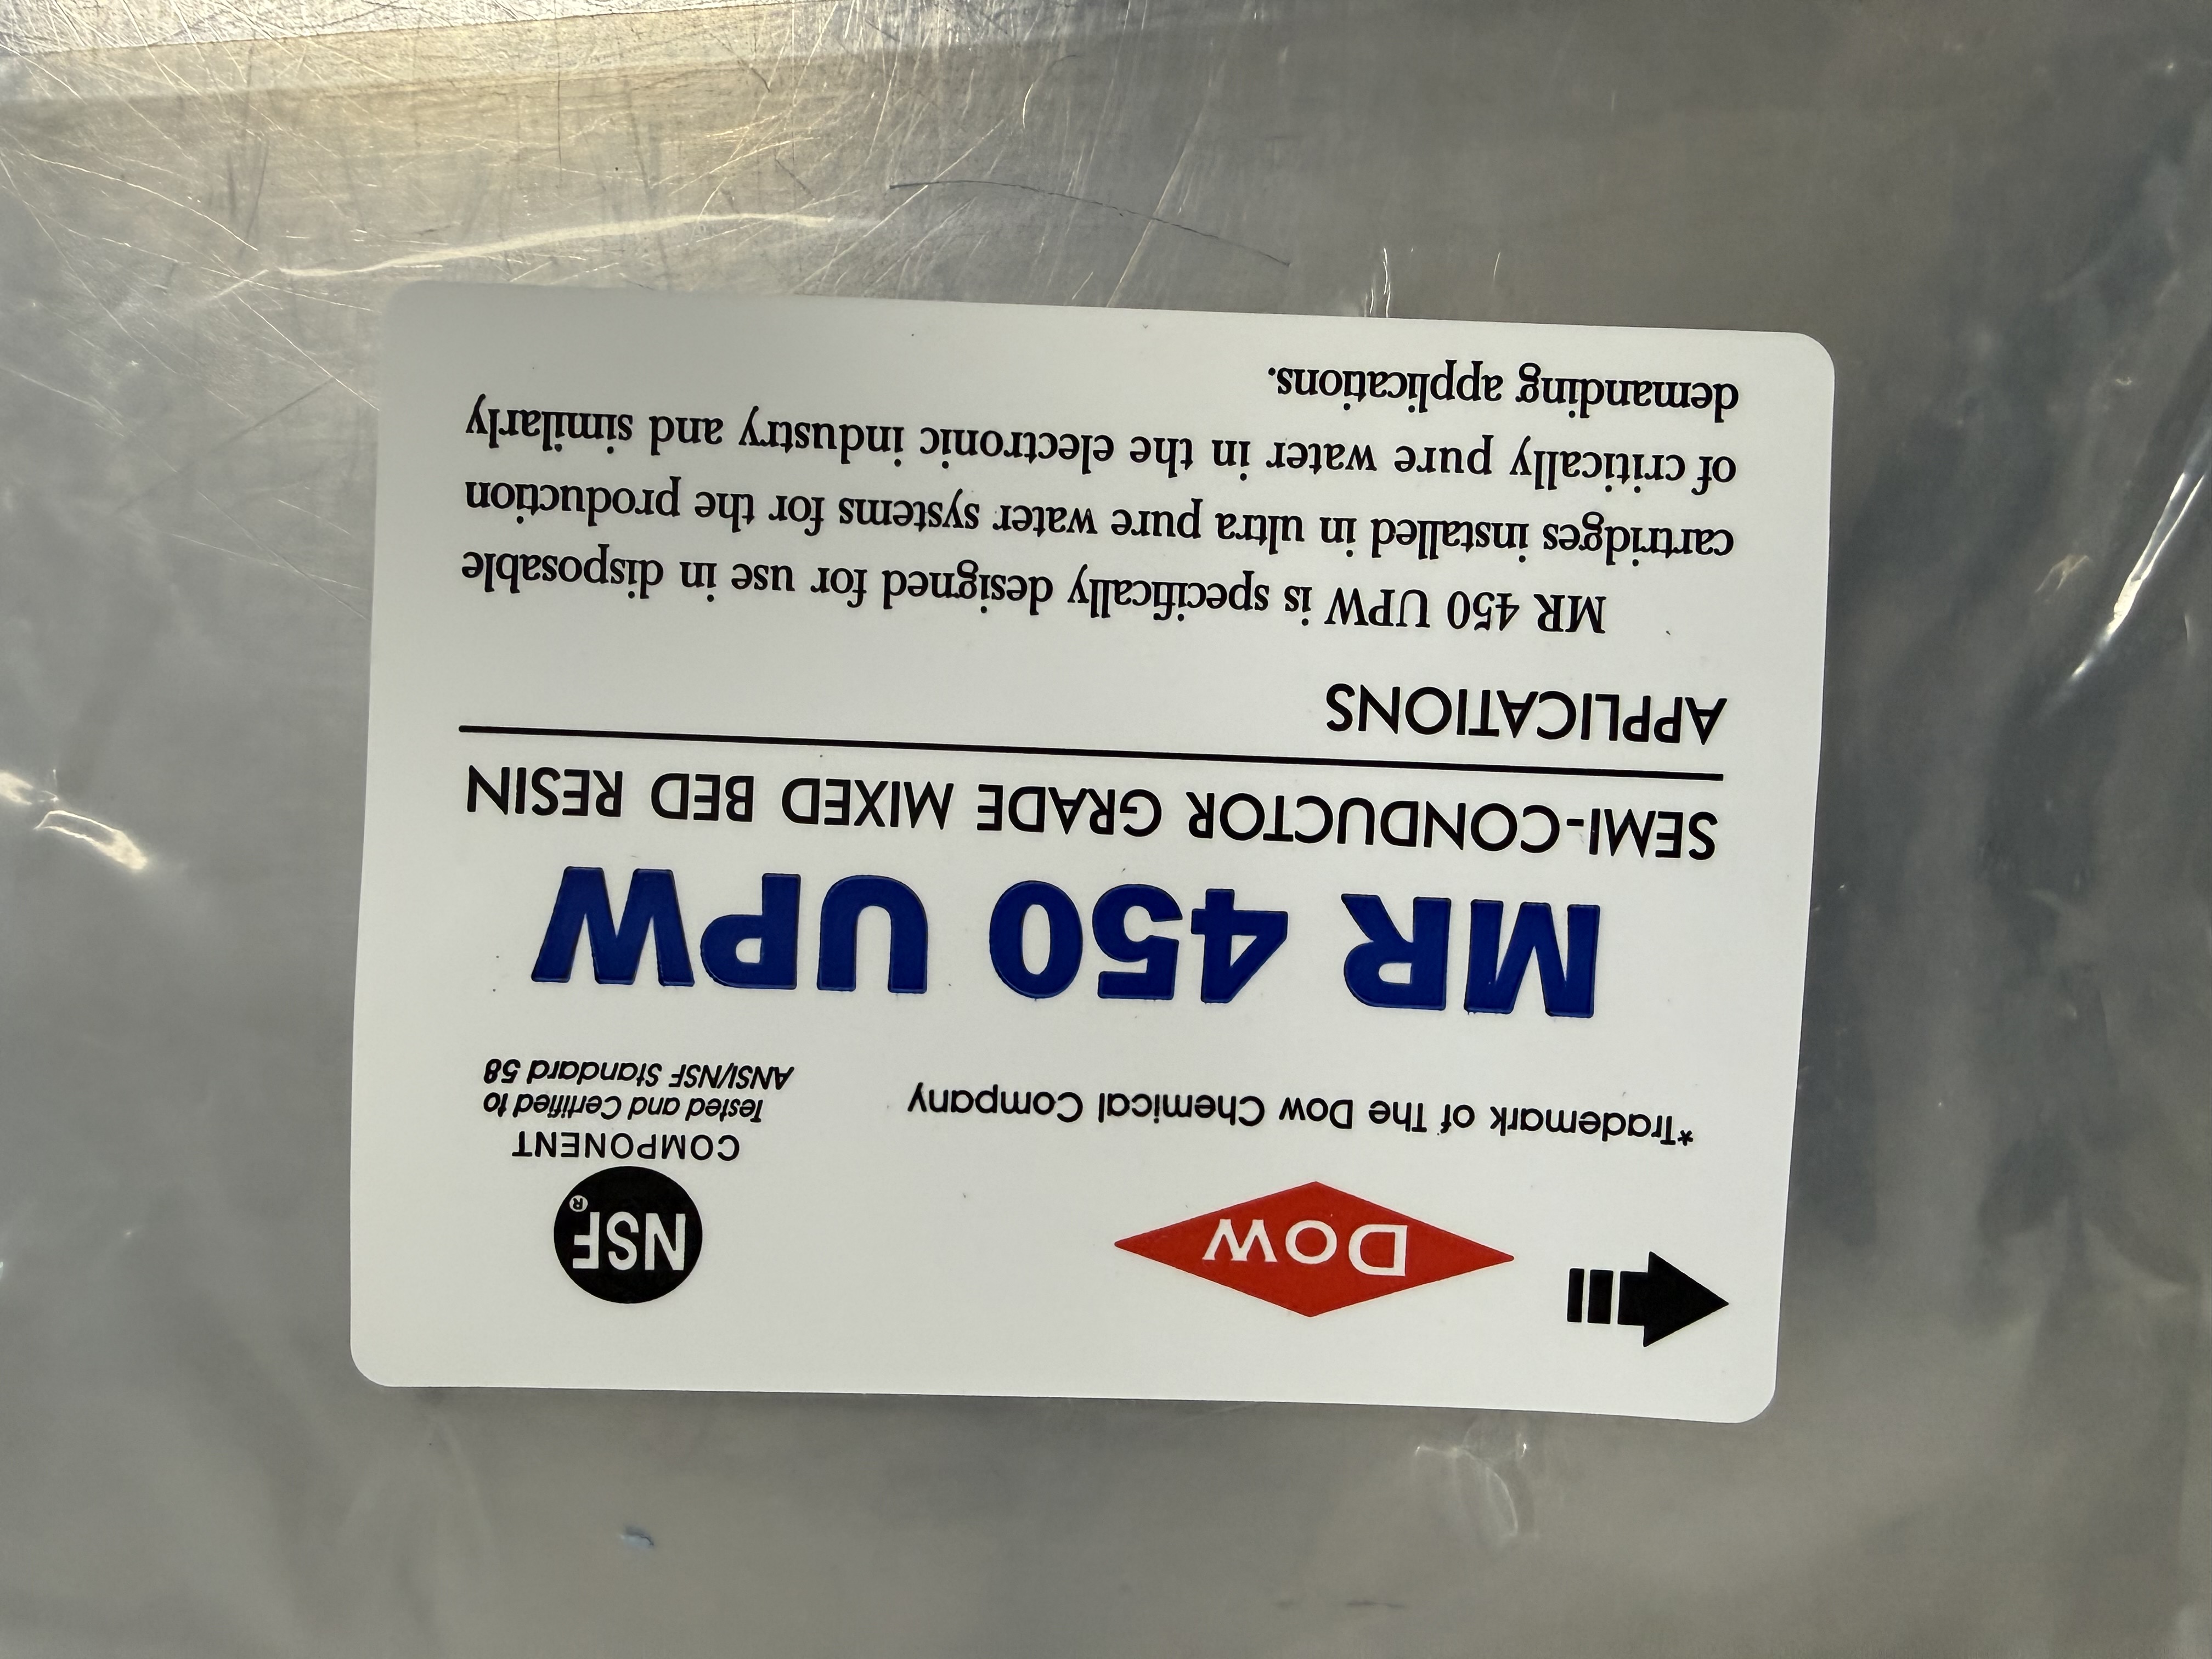 DOW
NSF®
COMPONENT
Tested and Certified to
ANSI/NSF Standard 58
*Trademark of The Dow Chemical Company
MR 450 UPW
SEMI-CONDUCTOR GRADE MIXED BED RESIN
APPLICATIONS
MR 450 UPW is specifically designed for use in disposable
cartridges installed in ultra pure water systems for the production
of critically pure water in the electronic industry and similarly
demanding applications.